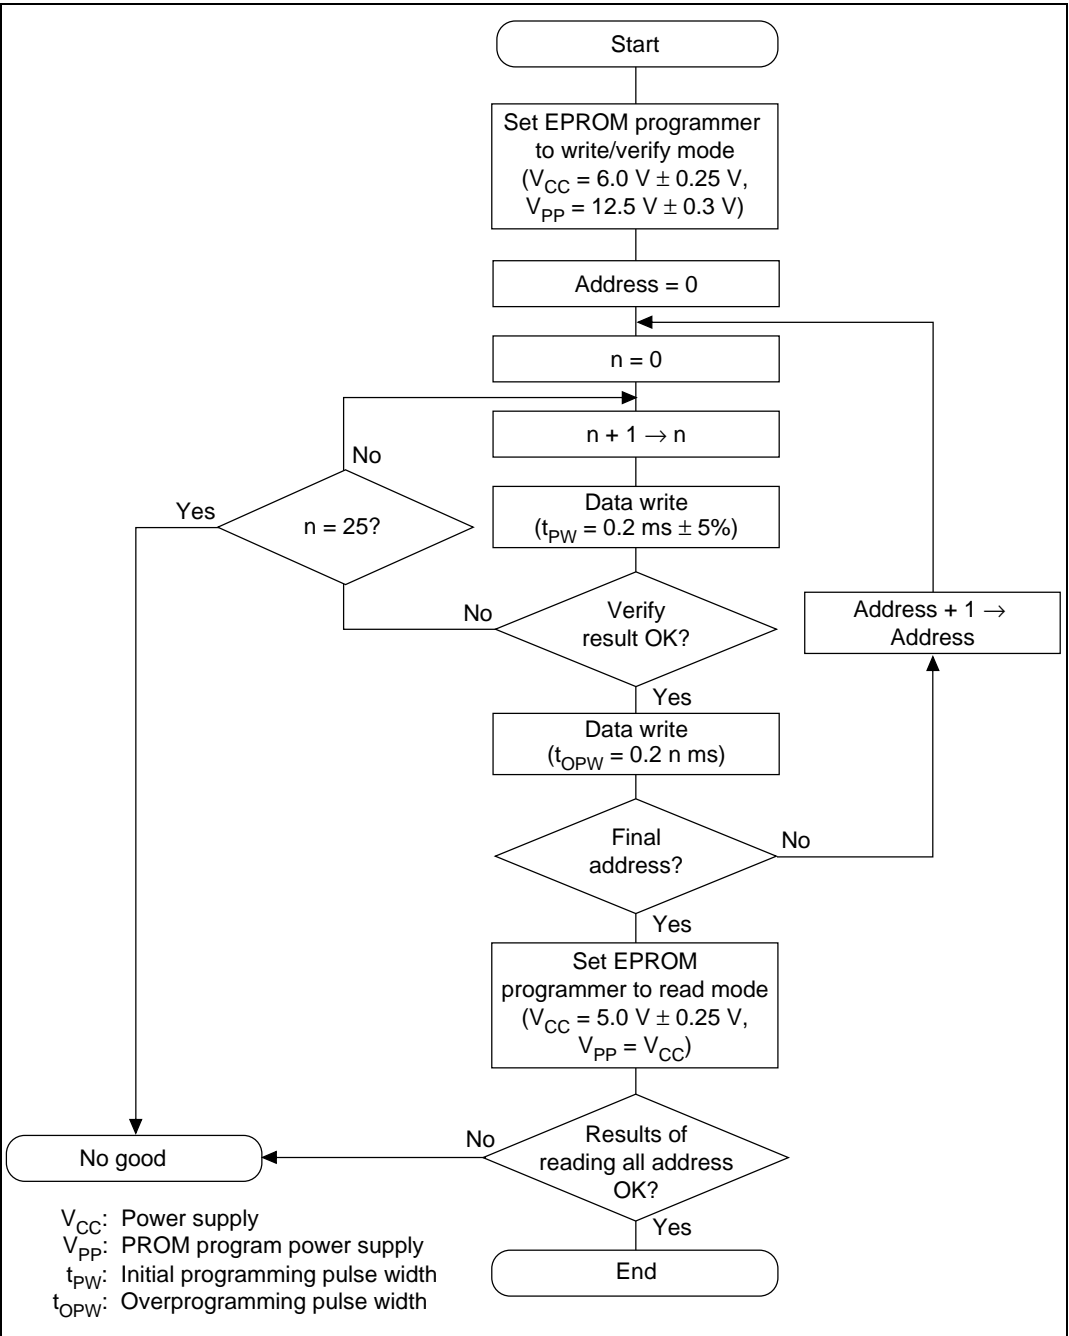 Start
Set EPROM programmer
to write/verify mode
(VCC = 6.0 V ± 0.25 V,
VPP = 12.5 V ± 0.3 V)
Address = 0
n = 0
n + 1 → n
No
Yes
n = 25?
Data write
(tPW = 0.2 ms ± 5%)
No
Verify
result OK?
Address + 1 →
Address
Yes
Data write
(tOPW = 0.2 n ms)
Final
address?
No
Yes
Set EPROM
programmer to read mode
(VCC = 5.0 V ± 0.25 V,
VPP = VCC)
No
Results of
reading all address
OK?
No good
Yes
End
VCC: Power supply
VPP: PROM program power supply
tPW: Initial programming pulse width
tOPW: Overprogramming pulse width